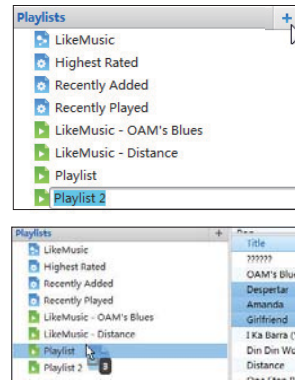 Playlists +
LikeMusic
Highest Rated
Recently Added
Recently Played
LikeMusic - OAM's Blues
LikeMusic - Distance
Playlist
Playlist 2
Playlists +
LikeMusic
Highest Rated
Recently Added
Recently Played
LikeMusic - OAM's Blues
LikeMusic - Distance
Playlist
Playlist 2
3
Title
??????
OAM's Blue
Despertar
Amanda
Girlfriend
I Ka Barra (
Din Din Wo
Distance